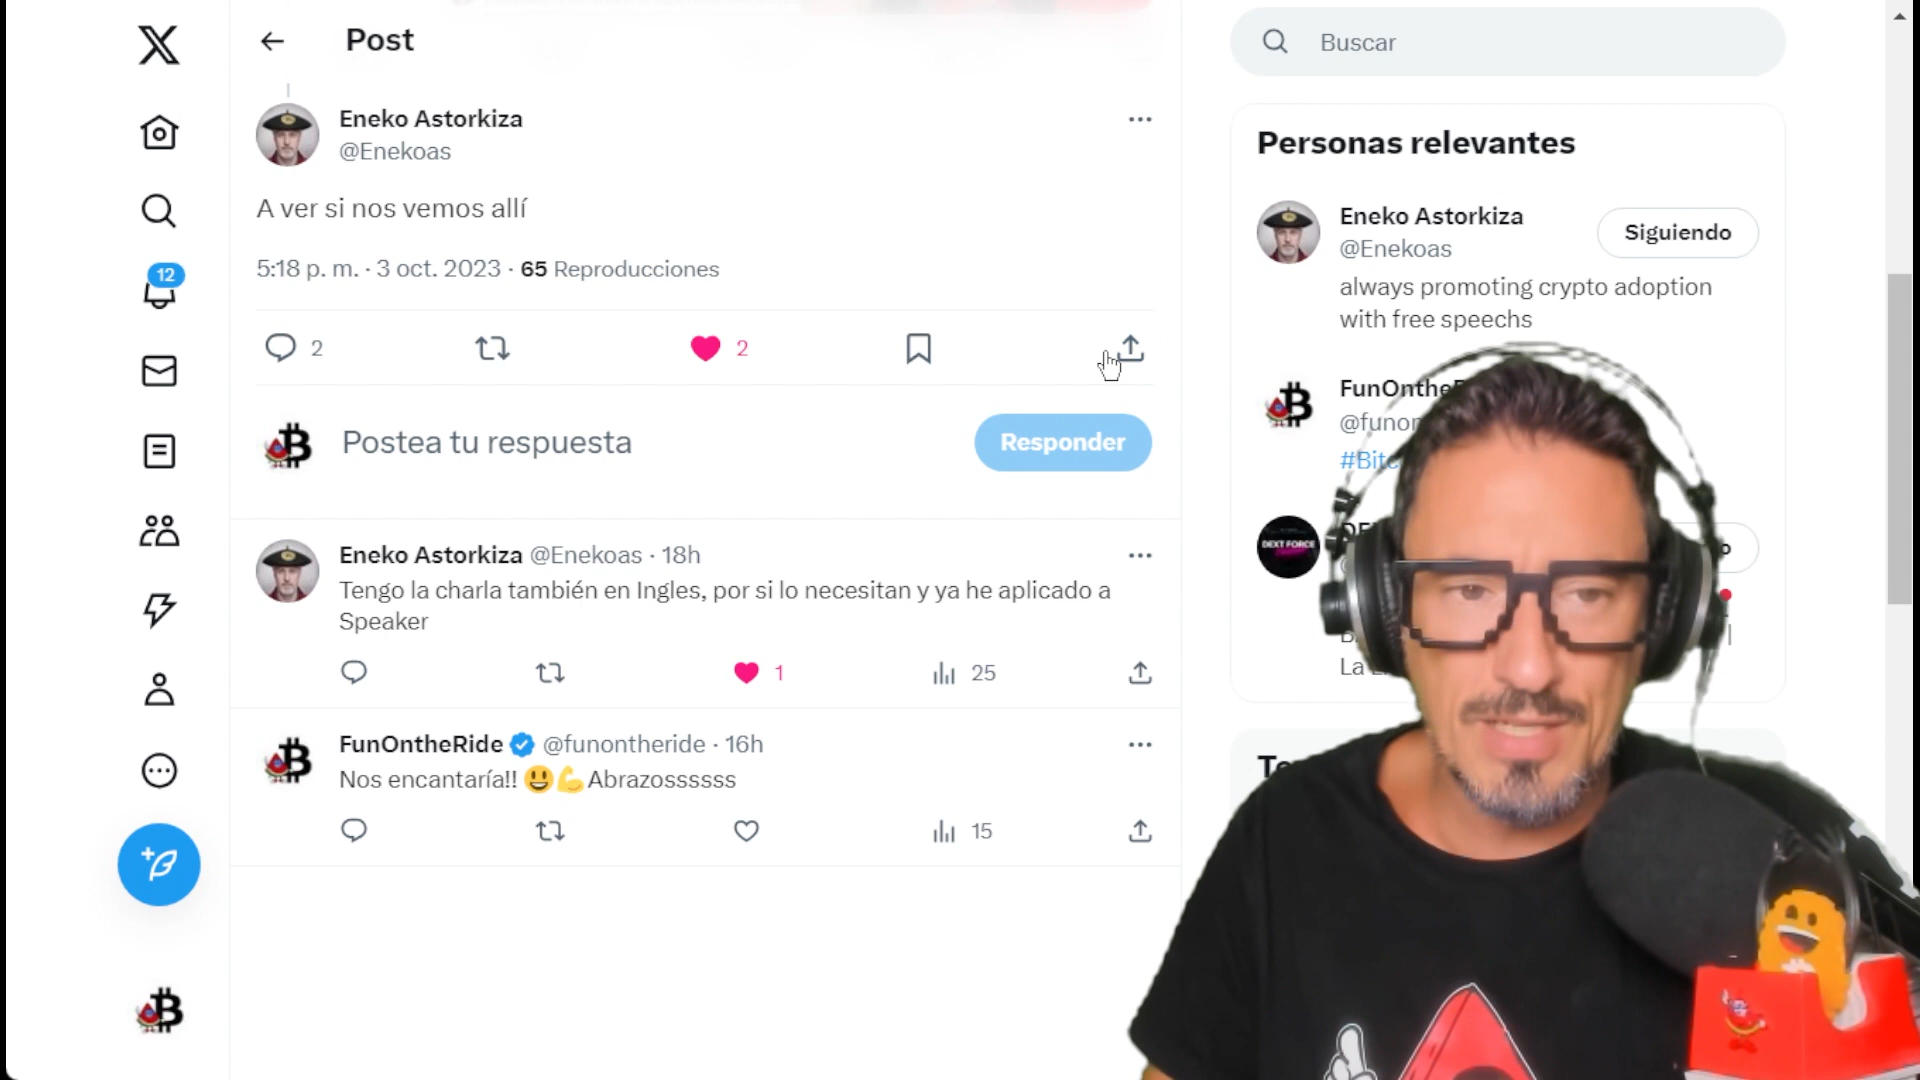 Post
Buscar
Eneko Astorkiza
@Enekoas
A ver si nos vemos allí
5:18 p. m. · 3 oct. 2023 · 65 Reproducciones
2
2
Postea tu respuesta
Responder
Eneko Astorkiza @Enekoas · 18h
Tengo la charla también en Ingles, por si lo necesitan y ya he aplicado a
Speaker
1
25
FunOntheRide @funontheride · 16h
Nos encantaría!! 😃💪Abrazossssss
15
12
Personas relevantes
Eneko Astorkiza
@Enekoas
Siguiendo
always promoting crypto adoption
with free speechs
DEXT FORCE
La